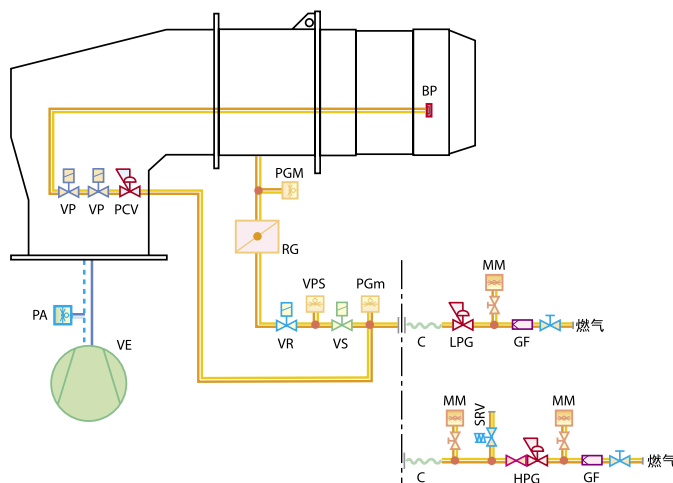 BP
PGM
VP
VP
PCV
RG
MM
VPS
PGm
PA
VR
VS
C
LPG
GF
燃气
VE
MM
SRV
MM
C
HPG
GF
燃气